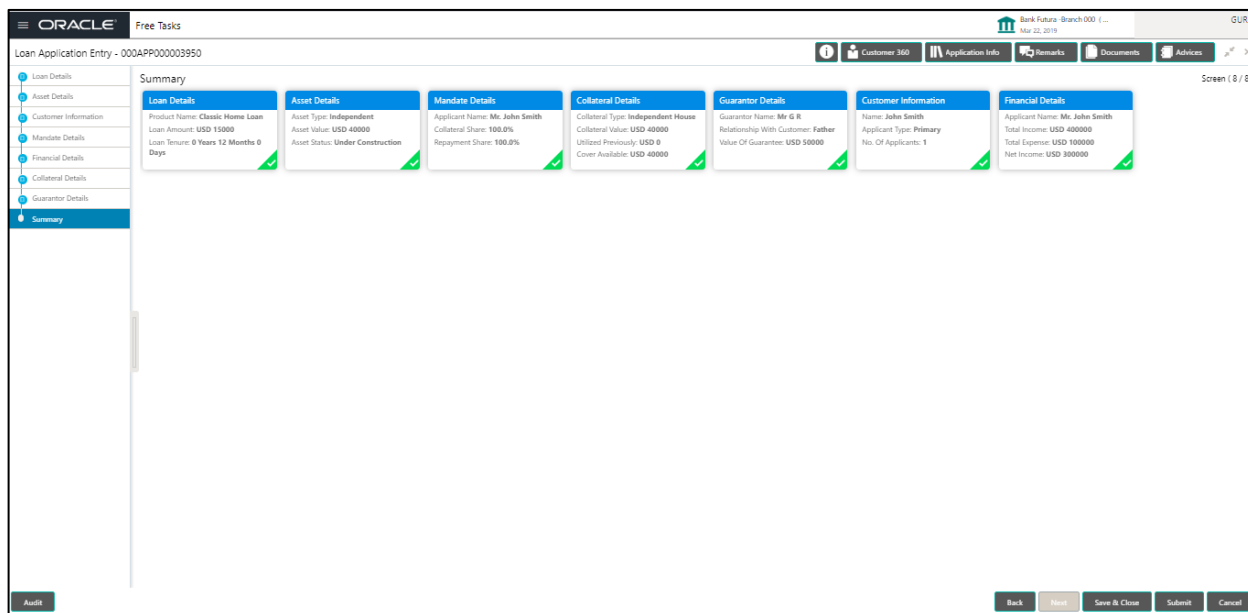 ORACLE
Free Tasks
Bank Futura -Branch 000 ( ...
Mar 22, 2019
GUR
Loan Application Entry - 000APP000003950
Customer 360
Application Info
Remarks
Documents
Advices
Loan Details
Asset Details
Customer Information
Mandate Details
Financial Details
Collateral Details
Guarantor Details
Summary
Summary
Screen ( 8 / 8
Loan Details
Product Name: Classic Home Loan
Loan Amount: USD 15000
Loan Tenure: 0 Years 12 Months 0
Days
Asset Details
Asset Type: Independent
Asset Value: USD 40000
Asset Status: Under Construction
Mandate Details
Applicant Name: Mr. John Smith
Collateral Share: 100.0%
Repayment Share: 100.0%
Collateral Details
Collateral Type: Independent House
Collateral Value: USD 40000
Utilized Previously: USD 0
Cover Available: USD 40000
Guarantor Details
Guarantor Name: Mr G R
Relationship With Customer: Father
Value Of Guarantee: USD 50000
Customer Information
Name: John Smith
Applicant Type: Primary
No. Of Applicants: 1
Financial Details
Applicant Name: Mr. John Smith
Total Income: USD 400000
Total Expense: USD 100000
Net Income: USD 300000
Audit
Back
Next
Save & Close
Submit
Cancel